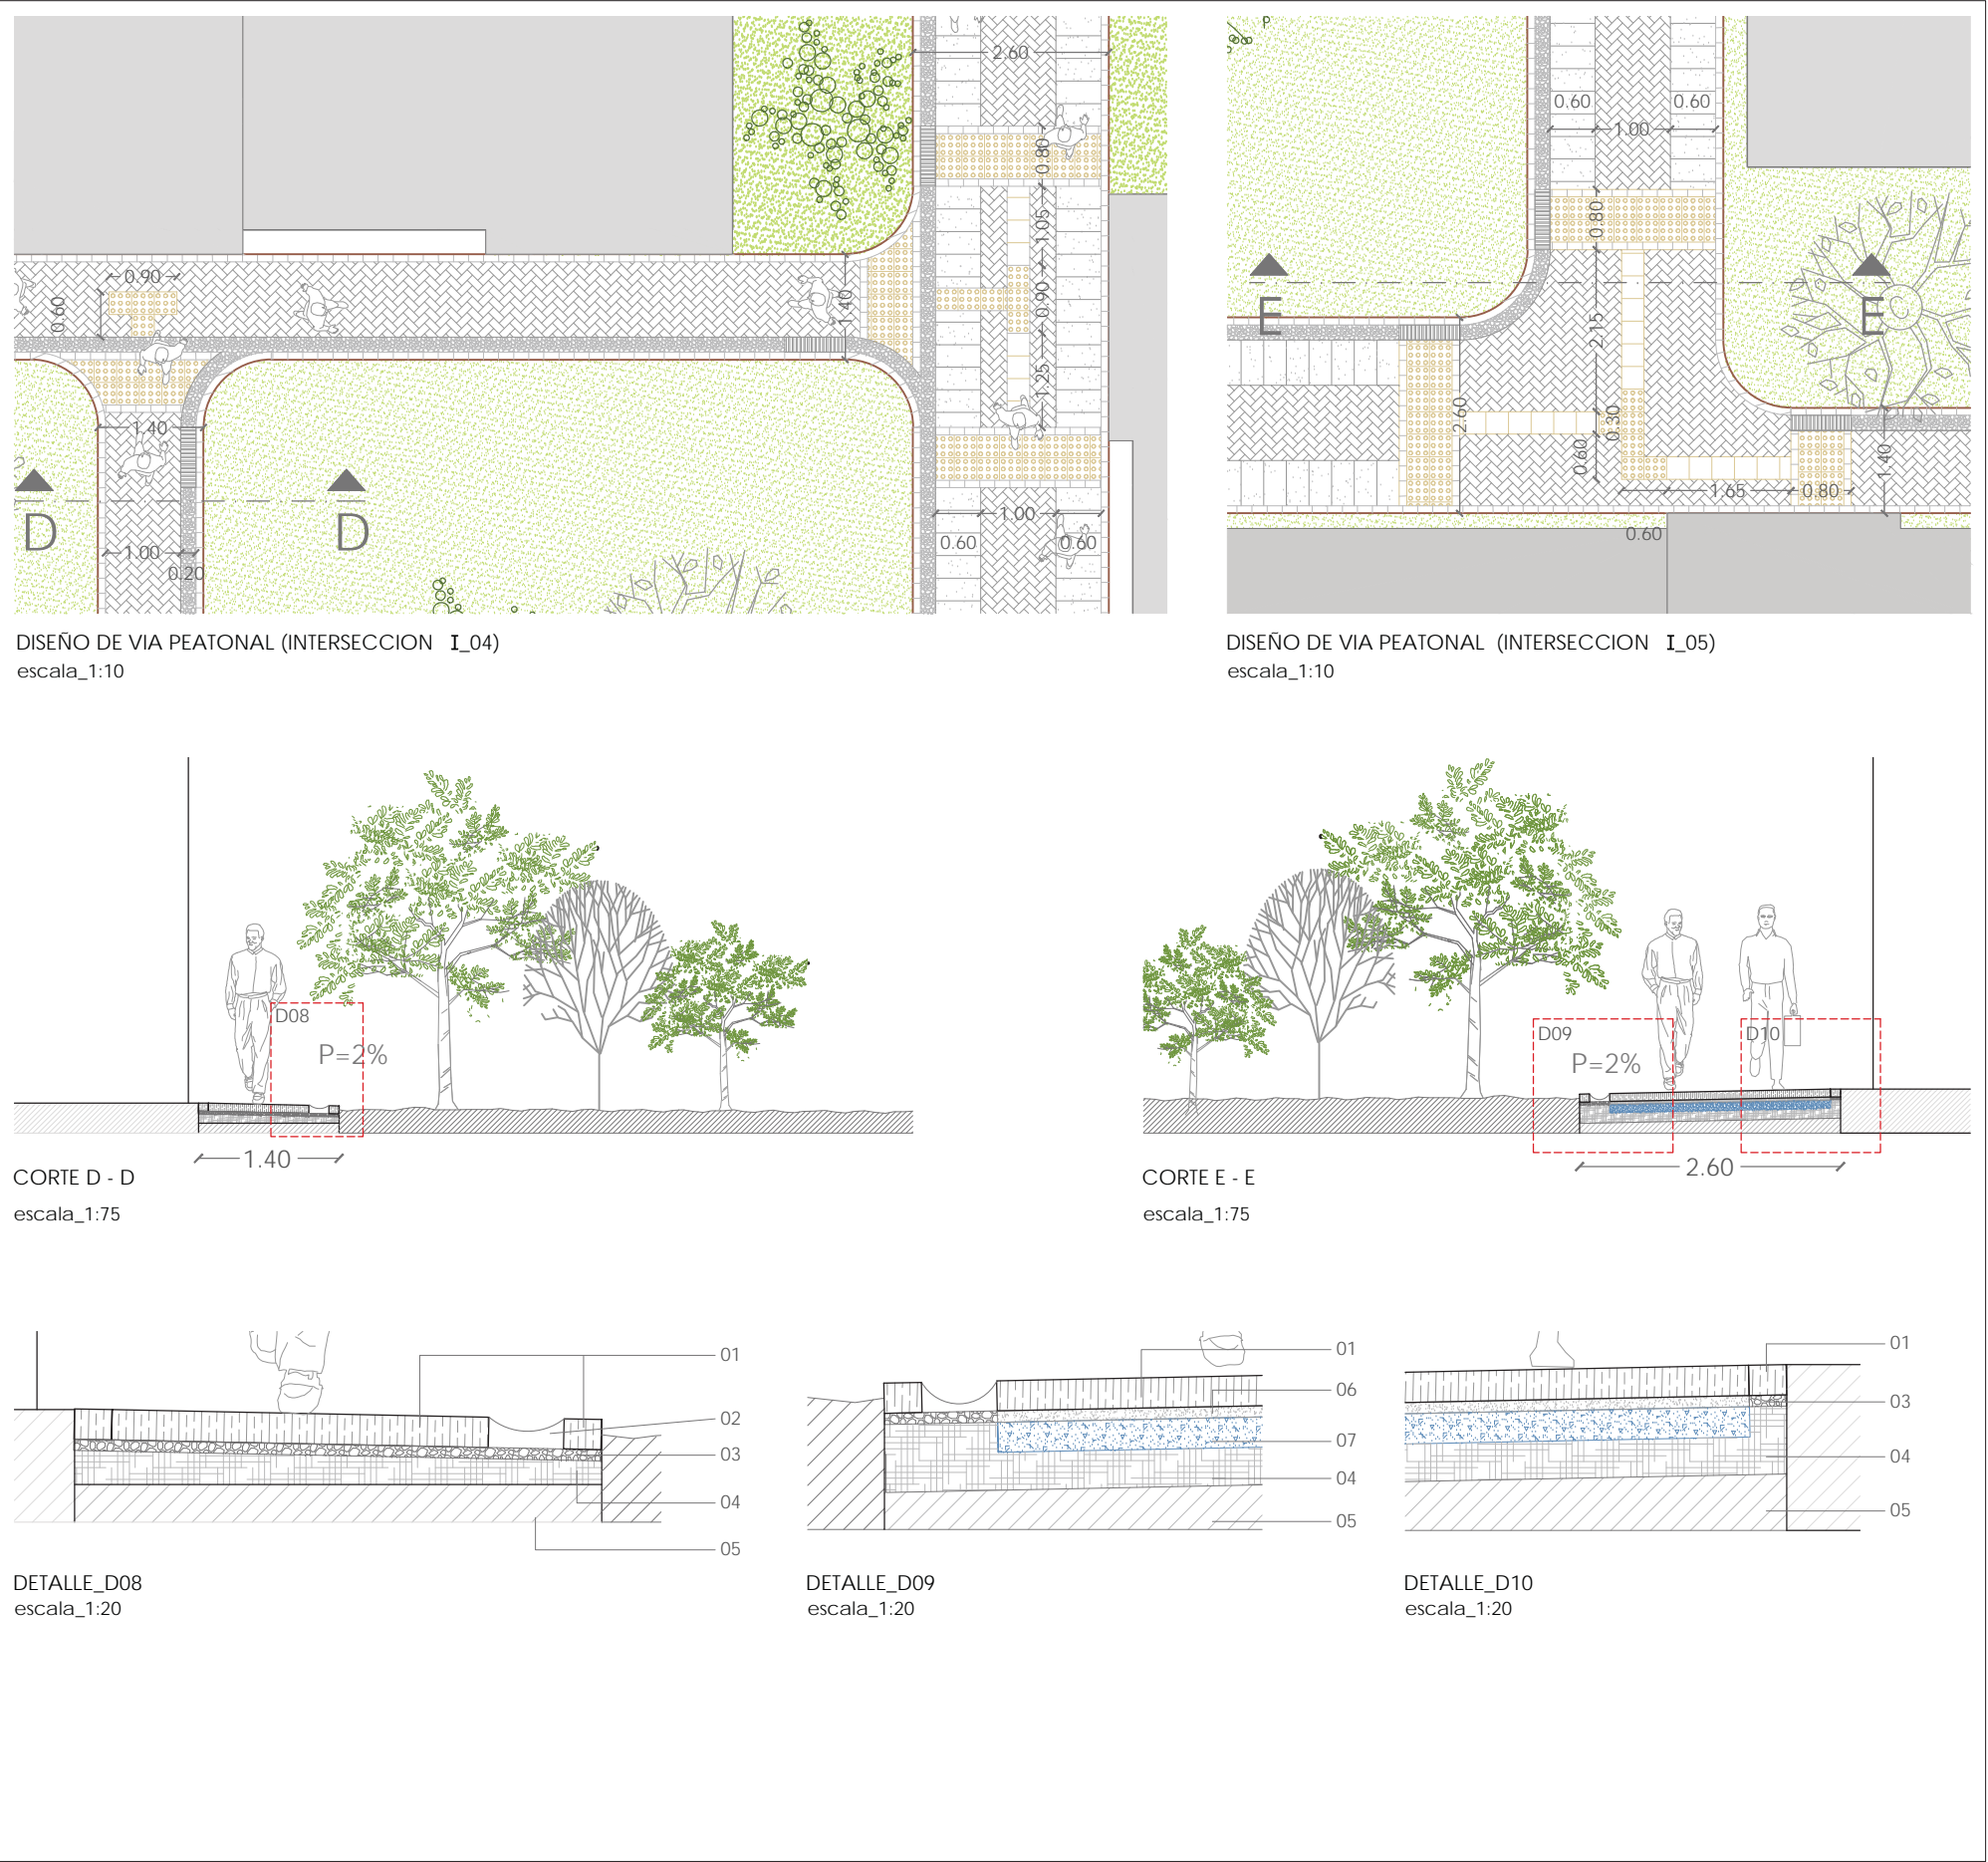 2.60
0.80
1.05
0.90
1.25
0.90
0.60
1.40
1.40
D
D
1.00
0.20
1.00
0.60
0.60
DISEÑO DE VIA PEATONAL (INTERSECCION I_04)
escala_1:10
0.60
0.60
1.00
0.80
E
E
2.15
2.60
0.30
0.60
1.65
0.80
1.40
0.60
DISEÑO DE VIA PEATONAL (INTERSECCION I_05)
escala_1:10
D08
P=2%
1.40
CORTE D - D
escala_1:75
D09
P=2%
D10
2.60
CORTE E - E
escala_1:75
01
02
03
04
05
DETALLE_D08
escala_1:20
01
06
07
04
05
DETALLE_D09
escala_1:20
01
03
04
05
DETALLE_D10
escala_1:20